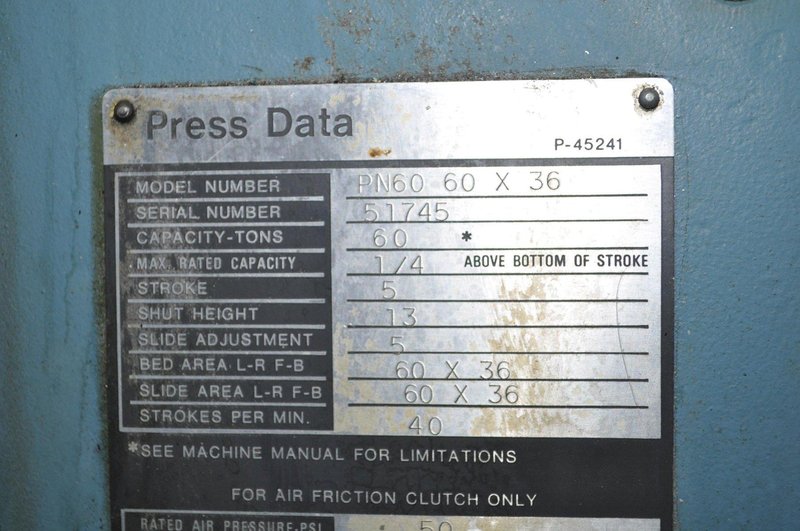 Press Data
P-45241
MODEL NUMBER PN60 60 X 36
SERIAL NUMBER 51745
CAPACITY-TONS 60 *
MAX. RATED CAPACITY 1/4 ABOVE BOTTOM OF STROKE
STROKE 5
SHUT HEIGHT 13
SLIDE ADJUSTMENT 5
BED AREA L-R F-B 60 X 36
SLIDE AREA L-R F-B 60 X 36
STROKES PER MIN. 40
*SEE MACHINE MANUAL FOR LIMITATIONS
FOR AIR FRICTION CLUTCH ONLY
RATED AIR PRESSURE-PSI 50